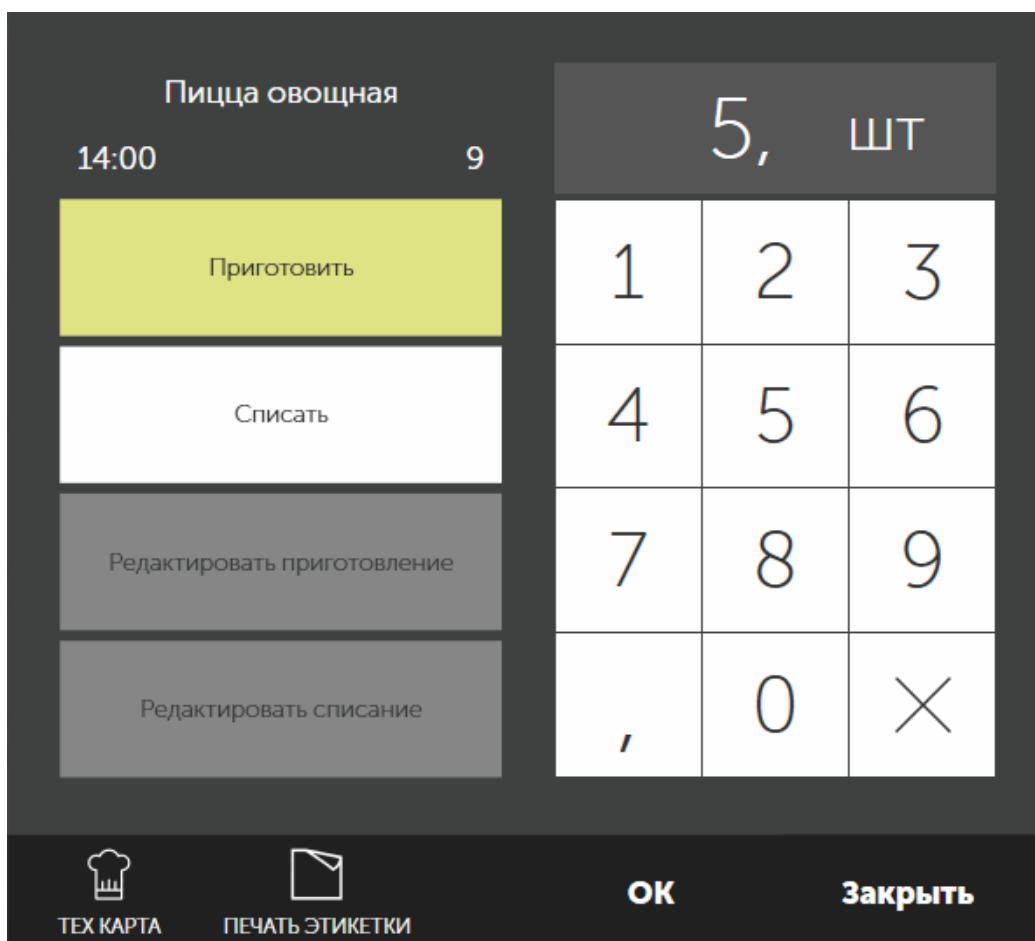 Пицца овощная
14:00 9
Приготовить
Списать
Редактировать приготовление
Редактировать списание
5, шт
1 2 3
4 5 6
7 8 9
, 0 ×
ТЕХ КАРТА ПЕЧАТЬ ЭТИКЕТКИ ОК Закрыть